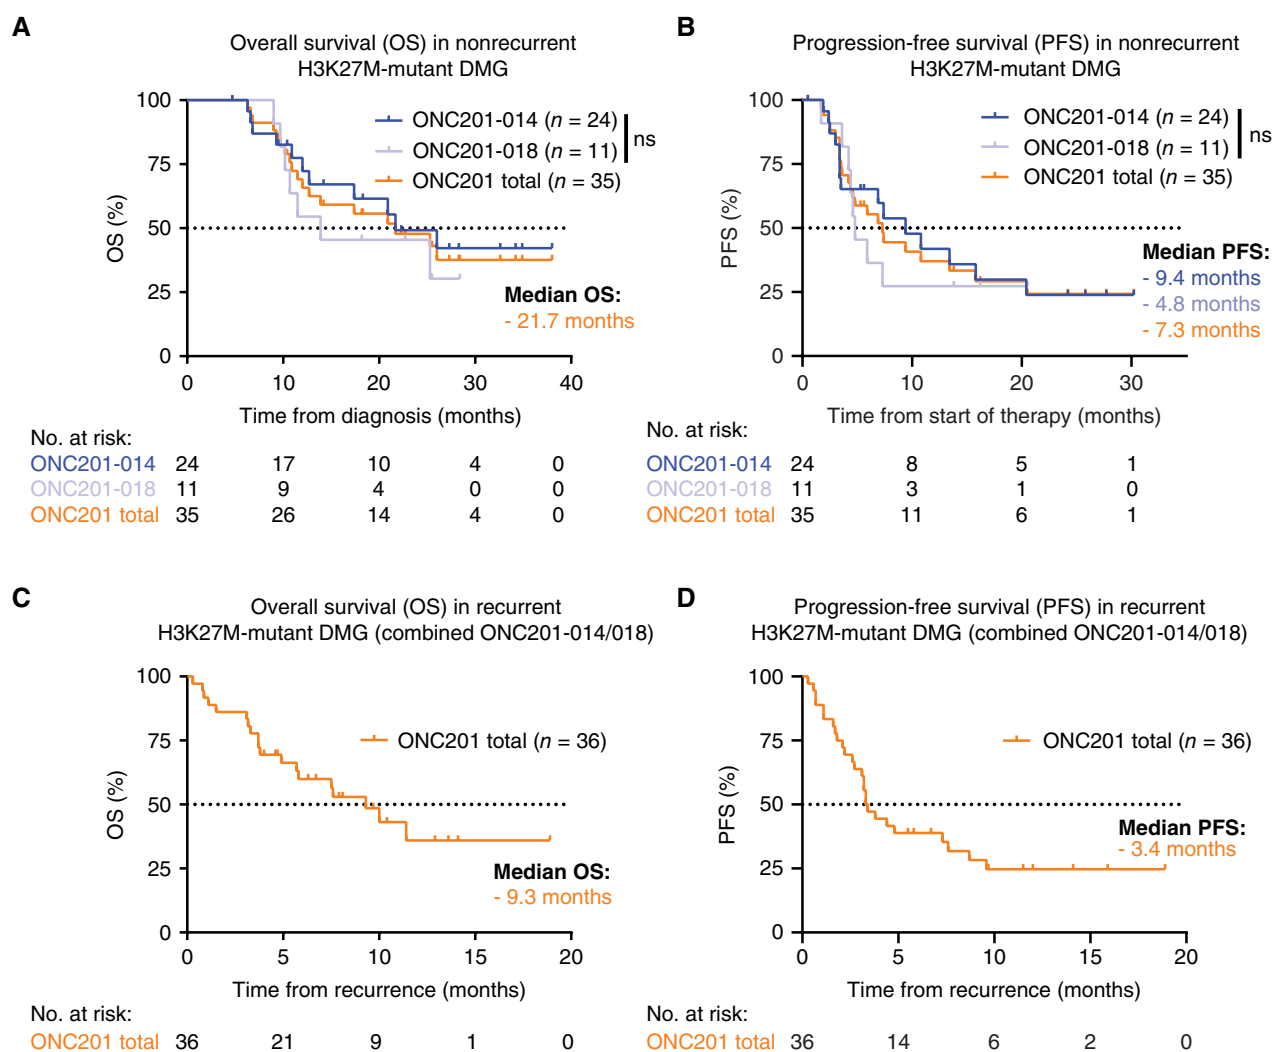 A
Overall survival (OS) in nonrecurrent
H3K27M-mutant DMG
100
75
50
25
0
OS (%)
ONC201-014 (n = 24)
ONC201-018 (n = 11)
ONC201 total (n = 35)
ns
Median OS:
- 21.7 months
0 10 20 30 40
Time from diagnosis (months)
No. at risk:
ONC201-014 24 17 10 4 0
ONC201-018 11 9 4 0 0
ONC201 total 35 26 14 4 0
B
Progression-free survival (PFS) in nonrecurrent
H3K27M-mutant DMG
100
75
50
25
0
PFS (%)
ONC201-014 (n = 24)
ONC201-018 (n = 11)
ONC201 total (n = 35)
ns
Median PFS:
- 9.4 months
- 4.8 months
- 7.3 months
0 10 20 30
Time from start of therapy (months)
No. at risk:
ONC201-014 24 8 5 1
ONC201-018 11 3 1 0
ONC201 total 35 11 6 1
C
Overall survival (OS) in recurrent
H3K27M-mutant DMG (combined ONC201-014/018)
100
75
50
25
0
OS (%)
ONC201 total (n = 36)
Median OS:
- 9.3 months
0 5 10 15 20
Time from recurrence (months)
No. at risk:
ONC201 total 36 21 9 1 0
D
Progression-free survival (PFS) in recurrent
H3K27M-mutant DMG (combined ONC201-014/018)
100
75
50
25
0
PFS (%)
ONC201 total (n = 36)
Median PFS:
- 3.4 months
0 5 10 15 20
Time from recurrence (months)
No. at risk:
ONC201 total 36 14 6 2 0